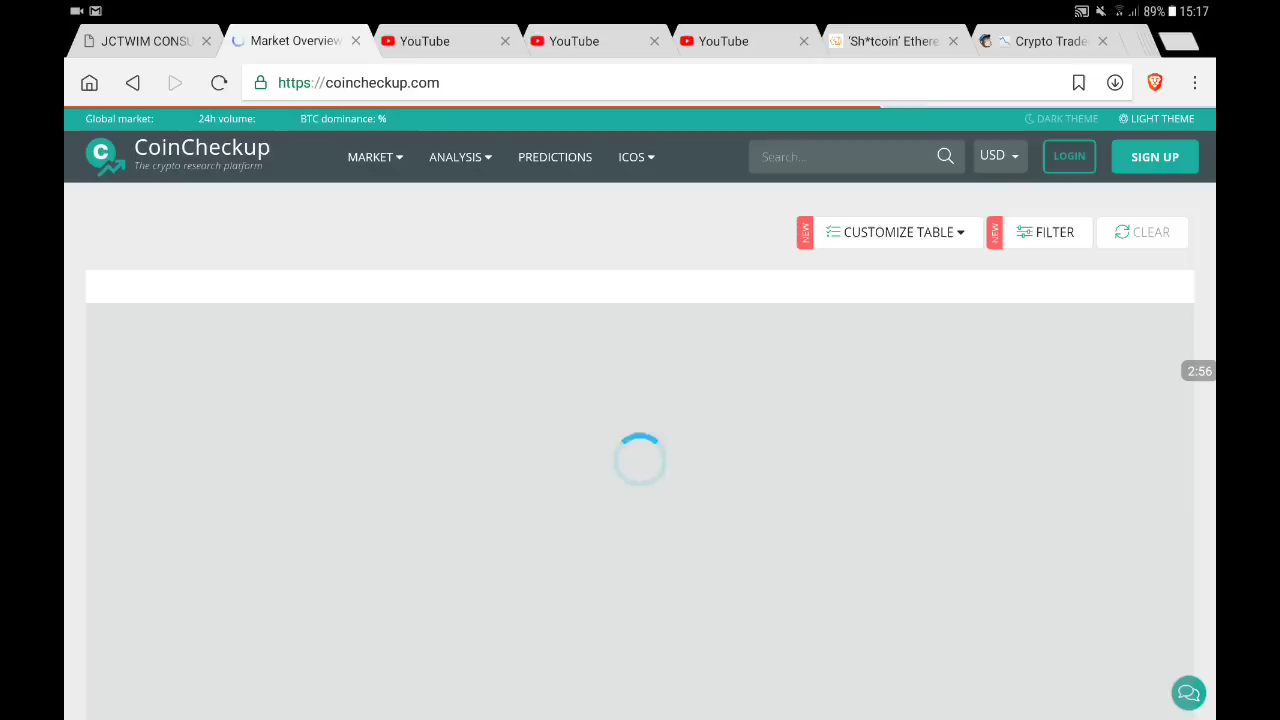 89% 15:17
JCTWIM CONSU
Market Overview
YouTube
YouTube
YouTube
'Sh*tcoin' Ethere
Crypto Trade
https://coincheckup.com
Global market: 24h volume: BTC dominance: % DARK THEME LIGHT THEME
C CoinCheckup
The crypto research platform
MARKET ANALYSIS PREDICTIONS ICOS Search... USD LOGIN SIGN UP
NEW CUSTOMIZE TABLE NEW FILTER CLEAR
2:56